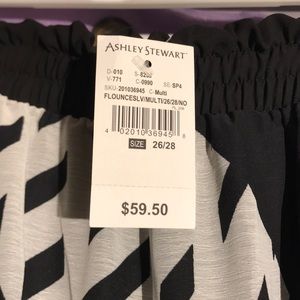 ASHLEY STEWART
D-010 S-8200
V-771 C-0990 SE:SP4
SKU-201036945 C- Multi
FLOUNCESLV/MULTI/26/28/NO
4 02010 36945 8
SIZE 26/28
$59.50